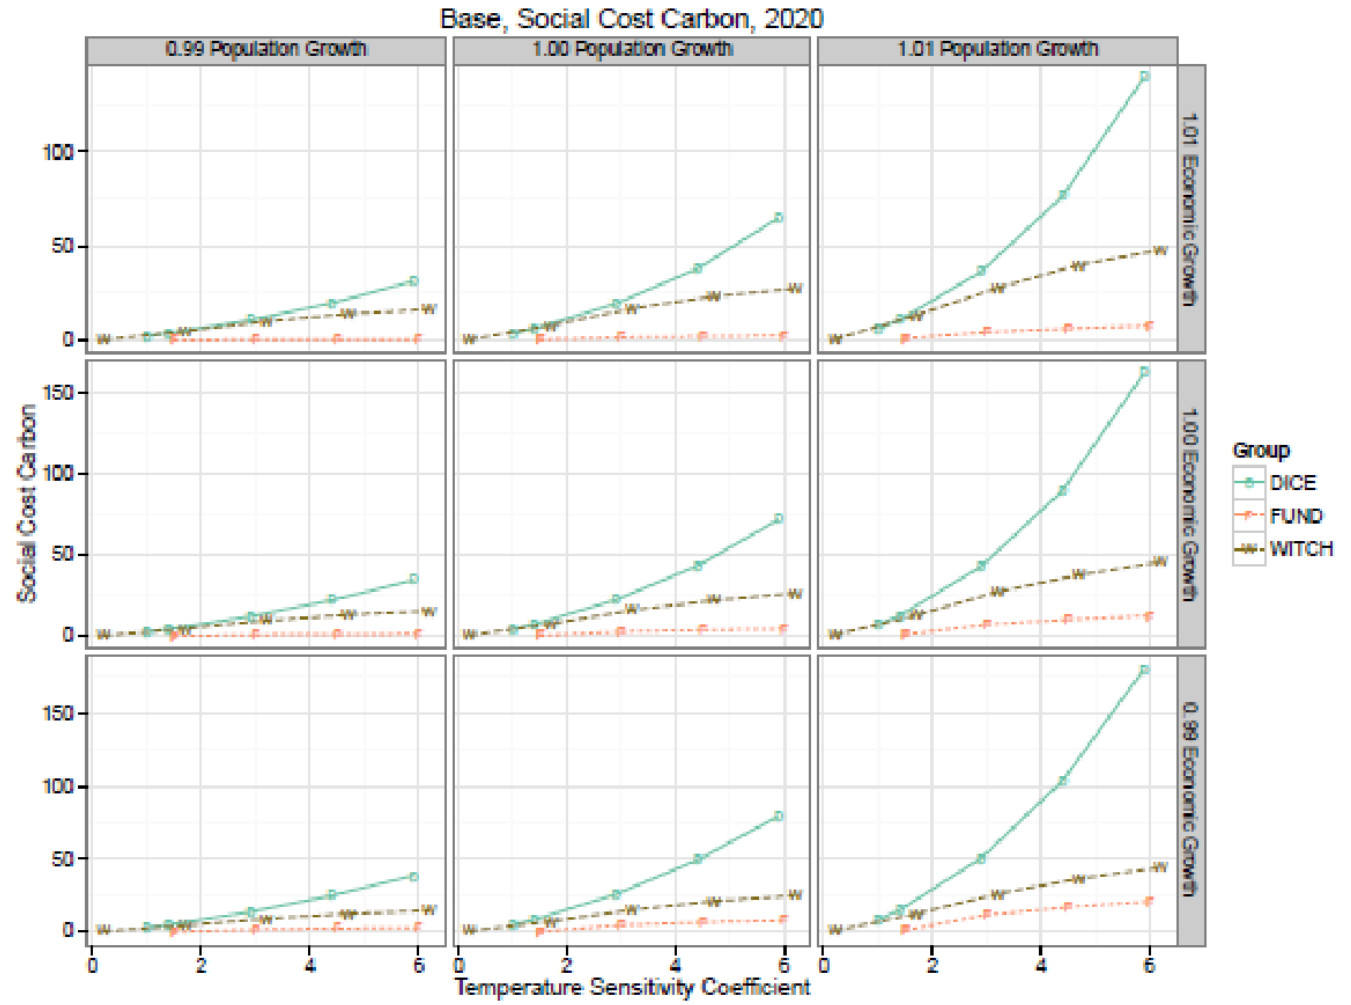 Base, Social Cost Carbon, 2020
0.99 Population Growth
1.00 Population Growth
1.01 Population Growth
100
50
0
1.01 Economic Growth
Social Cost Carbon
150
100
50
0
1.00 Economic Growth
Group
DICE
FUND
WITCH
150
100
50
0
0.99 Economic Growth
0 2 4 6 0 2 4 6 0 2 4 6
Temperature Sensitivity Coefficient